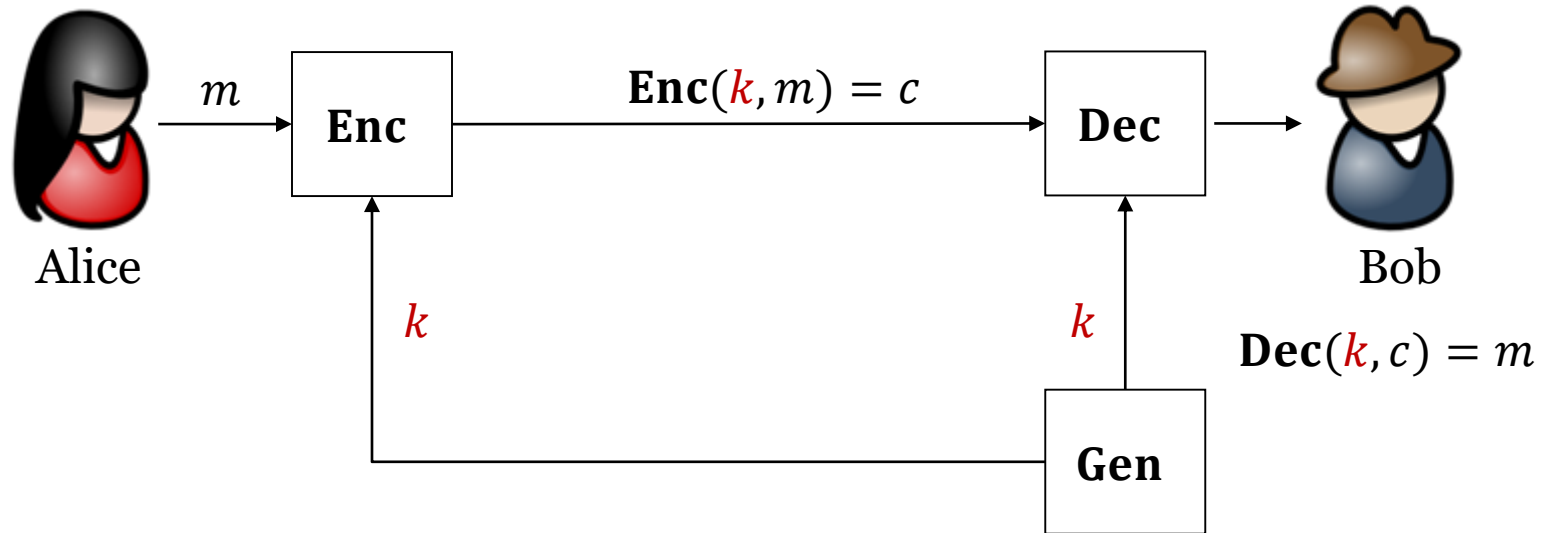 m
Enc(k, m) = c
Enc
Dec
Alice
Bob
k
k
Dec(k, c) = m
Gen